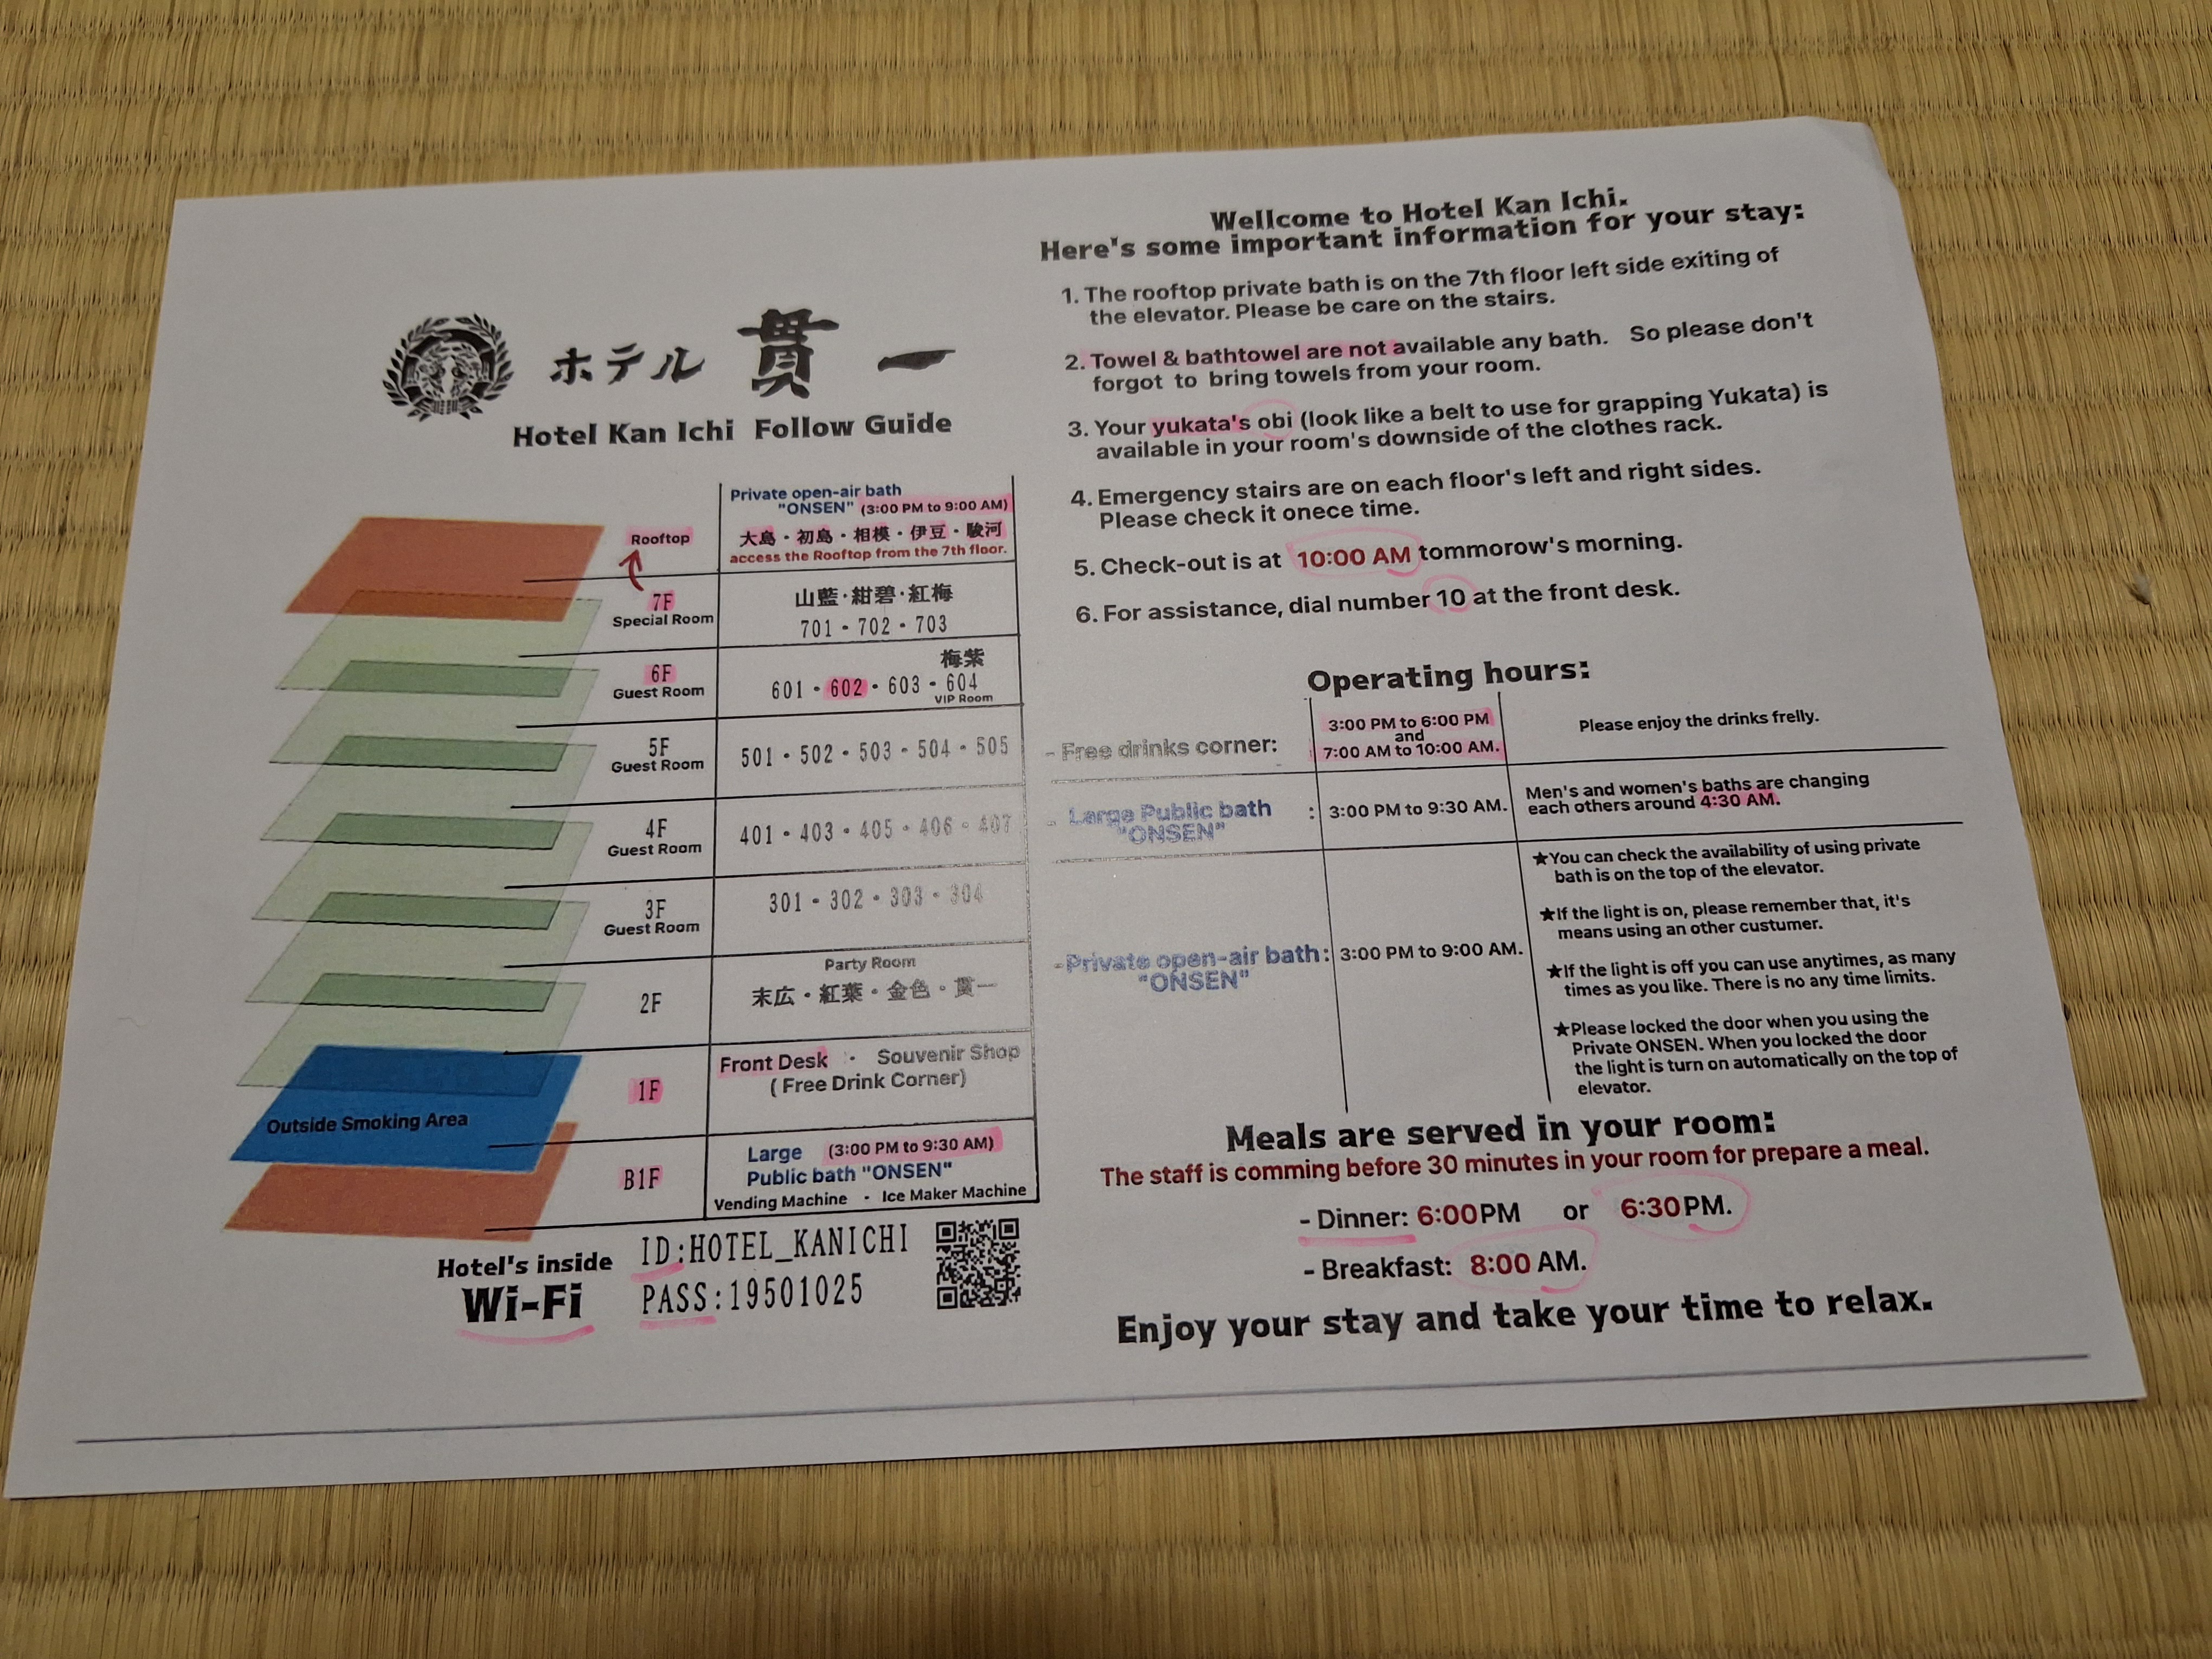 ホテル 貫一
Hotel Kan Ichi Follow Guide
Private open-air bath
"ONSEN" (3:00 PM to 9:00 AM)
Rooftop
大島・初島・相模・伊豆・駿河
access the Rooftop from the 7th floor.
7F
Special Room
山藍・紺碧・紅梅
701・702・703
6F
Guest Room
梅紫
601・602・603・604
VIP Room
5F
Guest Room
501・502・503・504・505
4F
Guest Room
401・403・405・406・407
3F
Guest Room
301・302・303・304
2F
Party Room
末広・紅葉・金色・貫一
1F
Front Desk ・ Souvenir Shop
( Free Drink Corner)
Outside Smoking Area
B1F
Large (3:00 PM to 9:30 AM)
Public bath "ONSEN"
Vending Machine ・ Ice Maker Machine
Hotel's inside
Wi-Fi
ID:HOTEL_KANICHI
PASS:19501025
Wellcome to Hotel Kan Ichi.
Here's some important information for your stay:
1. The rooftop private bath is on the 7th floor left side exiting of
the elevator. Please be care on the stairs.
2. Towel & bathtowel are not available any bath. So please don't
forgot to bring towels from your room.
3. Your yukata's obi (look like a belt to use for grapping Yukata) is
available in your room's downside of the clothes rack.
4. Emergency stairs are on each floor's left and right sides.
Please check it onece time.
5. Check-out is at 10:00 AM tommorow's morning.
6. For assistance, dial number 10 at the front desk.
Operating hours:
- Free drinks corner:
3:00 PM to 6:00 PM
and
7:00 AM to 10:00 AM.
Please enjoy the drinks frelly.
- Large Public bath
"ONSEN"
:
3:00 PM to 9:30 AM.
Men's and women's baths are changing
each others around 4:30 AM.
-Private open-air bath:
"ONSEN"
3:00 PM to 9:00 AM.
★You can check the availability of using private
bath is on the top of the elevator.
★If the light is on, please remember that, it's
means using an other custumer.
★If the light is off you can use anytimes, as many
times as you like. There is no any time limits.
★Please locked the door when you using the
Private ONSEN. When you locked the door
the light is turn on automatically on the top of
elevator.
Meals are served in your room:
The staff is comming before 30 minutes in your room for prepare a meal.
- Dinner: 6:00PM or 6:30PM.
- Breakfast: 8:00 AM.
Enjoy your stay and take your time to relax.